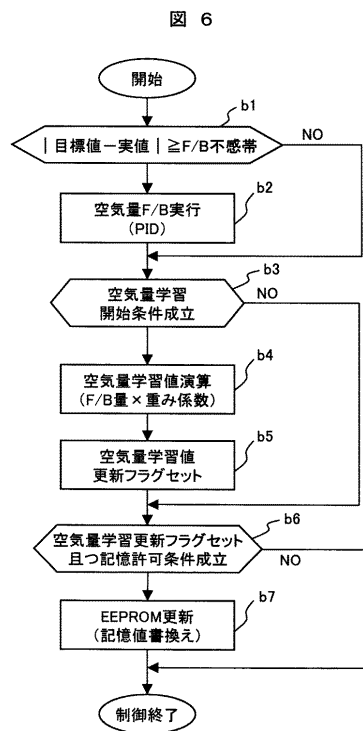 図 6
開始
b1
|目標値－実値|≧F/B不感帯
NO
b2
空気量F/B実行
(PID)
b3
空気量学習
開始条件成立
NO
b4
空気量学習値演算
(F/B量×重み係数)
b5
空気量学習値
更新フラグセット
b6
空気量学習更新フラグセット
且つ記憶許可条件成立
NO
b7
EEPROM更新
(記憶値書換え)
制御終了